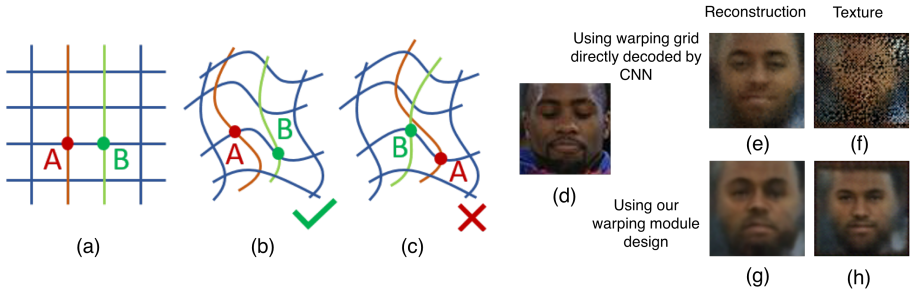 Reconstruction Texture
Using warping grid
directly decoded by
CNN
A B
A B
B A
(a)
(b)
(c)
(d)
(e)
(f)
Using our
warping module
design
(g)
(h)